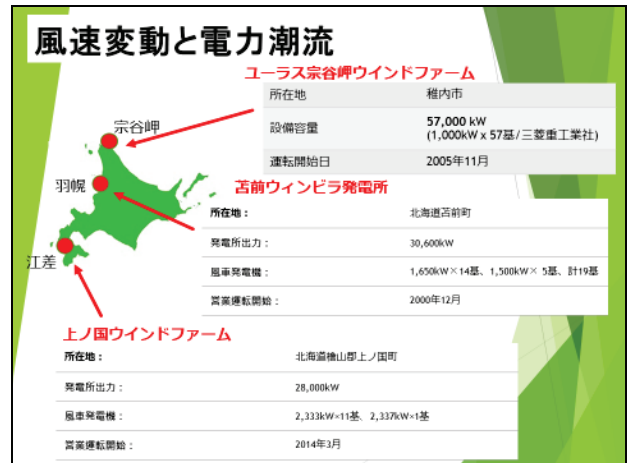 風速変動と電力潮流
ユーラス宗谷岬ウインドファーム
所在地 稚内市
設備容量 57,000 kW
(1,000kW x 57基/三菱重工業社)
運転開始日 2005年11月
宗谷岬
羽幌
江差
苫前ウィンビラ発電所
所在地： 北海道苫前町
発電所出力： 30,600kW
風車発電機： 1,650kW×14基、1,500kW× 5基、計19基
営業運転開始： 2000年12月
上ノ国ウインドファーム
所在地： 北海道檜山郡上ノ国町
発電所出力： 28,000kW
風車発電機： 2,333kW×11基、2,337kW×1基
営業運転開始： 2014年3月